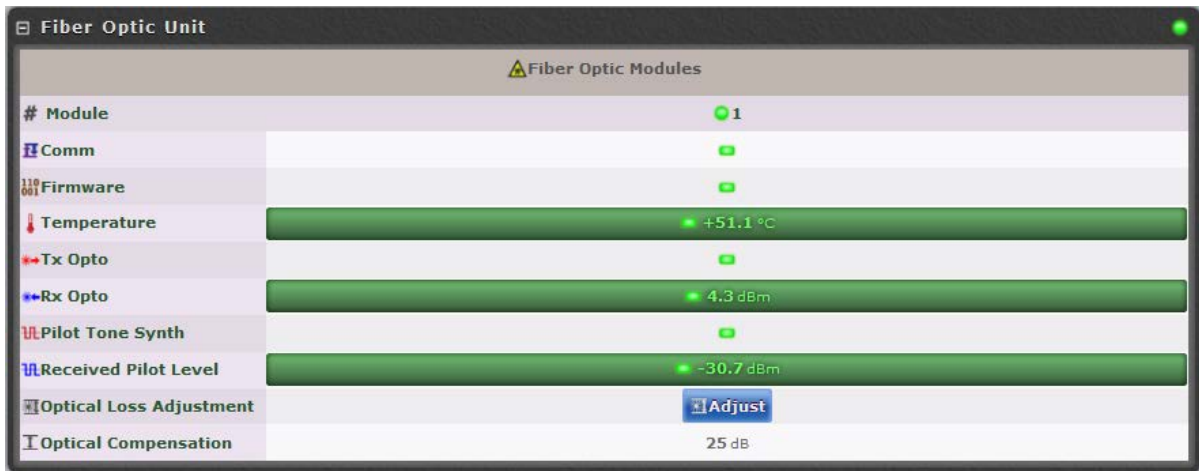 Fiber Optic Unit
Fiber Optic Modules
# Module 1
Comm
Firmware
Temperature +51.1 °C
Tx Opto
Rx Opto 4.3 dBm
Pilot Tone Synth
Received Pilot Level -30.7 dBm
Optical Loss Adjustment Adjust
Optical Compensation 25 dB